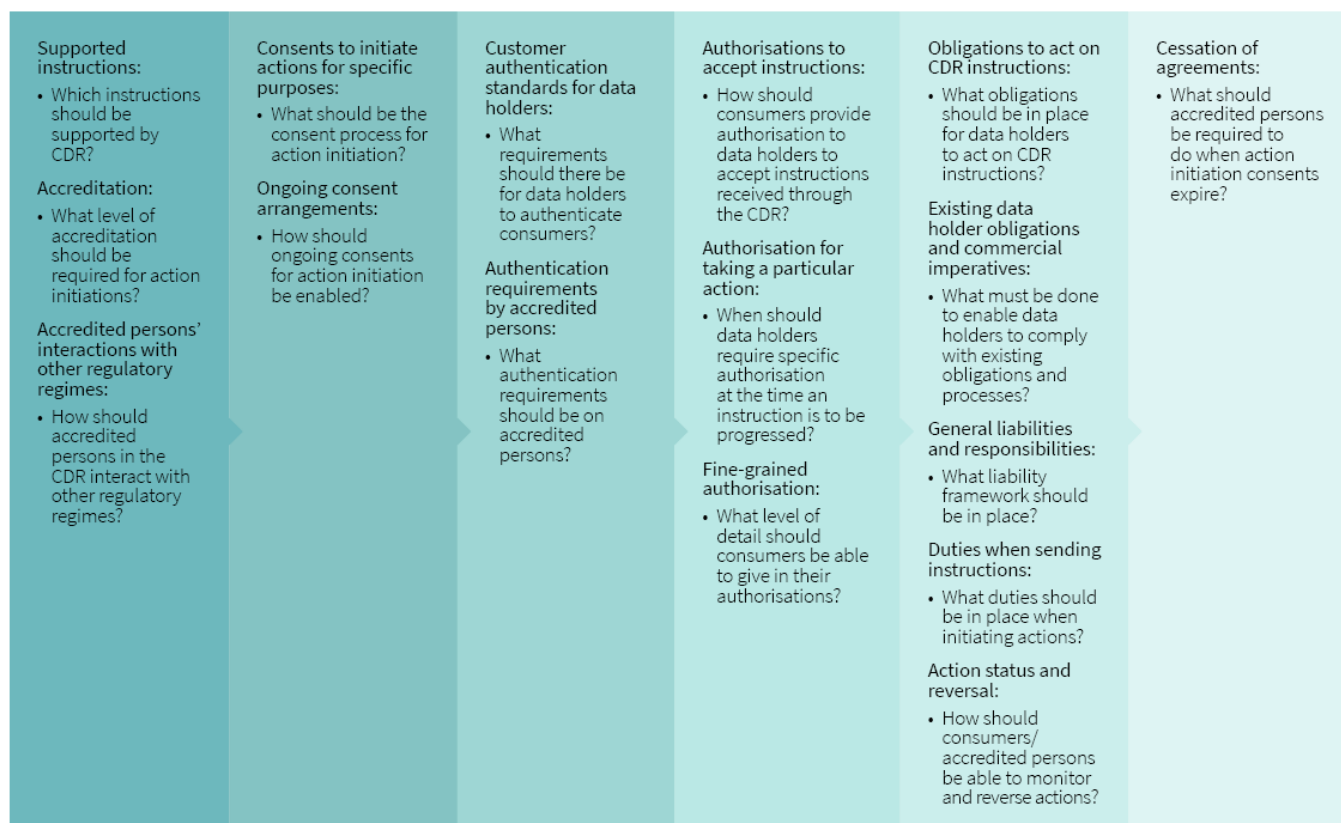 Supported
instructions:
• Which instructions
should be
supported by
CDR?
Accreditation:
• What level of
accreditation
should be
required for action
initiations?
Accredited persons’
interactions with
other regulatory
regimes:
• How should
accredited
persons in the
CDR interact with
other regulatory
regimes?
Consents to initiate
actions for specific
purposes:
• What should be the
consent process for
action initiation?
Ongoing consent
arrangements:
• How should
ongoing consents
for action initiation
be enabled?
Customer
authentication
standards for data
holders:
• What
requirements
should there be
for data holders
to authenticate
consumers?
Authentication
requirements
by accredited
persons:
• What
authentication
requirements
should be on
accredited
persons?
Authorisations to
accept instructions:
• How should
consumers provide
authorisation to
data holders to
accept instructions
received through
the CDR?
Authorisation for
taking a particular
action:
• When should
data holders
require specific
authorisation
at the time an
instruction is to be
progressed?
Fine-grained
authorisation:
• What level of
detail should
consumers be able
to give in their
authorisations?
Obligations to act on
CDR instructions:
• What obligations
should be in place
for data holders
to act on CDR
instructions?
Existing data
holder obligations
and commercial
imperatives:
• What must be done
to enable data
holders to comply
with existing
obligations and
processes?
General liabilities
and responsibilities:
• What liability
framework should
be in place?
Duties when sending
instructions:
• What duties should
be in place when
initiating actions?
Action status and
reversal:
• How should
consumers/
accredited persons
be able to monitor
and reverse actions?
Cessation of
agreements:
• What should
accredited persons
be required to
do when action
initiation consents
expire?